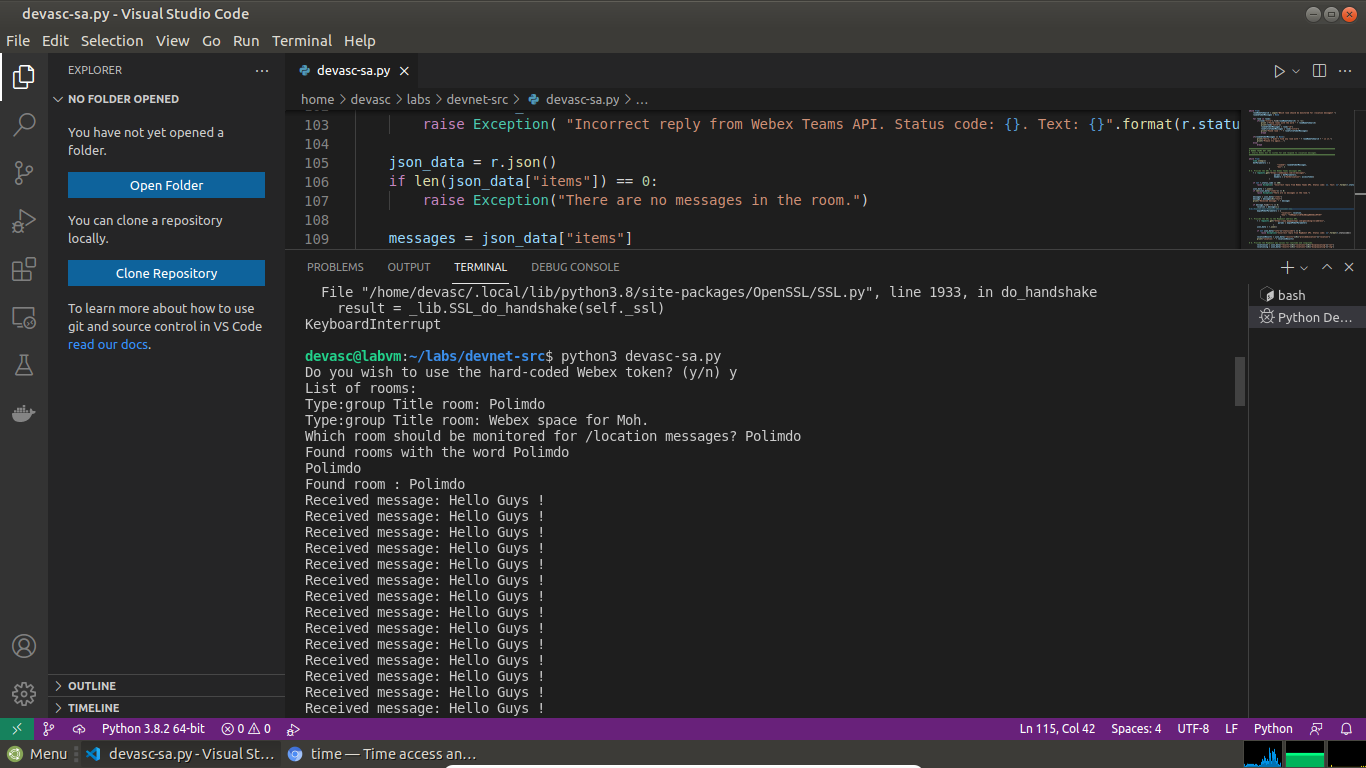 devasc-sa.py - Visual Studio Code
File Edit Selection View Go Run Terminal Help
EXPLORER
NO FOLDER OPENED
You have not yet opened a
folder.
Open Folder
You can clone a repository
locally.
Clone Repository
To learn more about how to use
git and source control in VS Code
read our docs.
OUTLINE
TIMELINE
devasc-sa.py
home > devasc > labs > devnet-src > devasc-sa.py > ...
103 raise Exception( "Incorrect reply from Webex Teams API. Status code: {}. Text: {}".format(r.statu
104
105 json_data = r.json()
106 if len(json_data["items"]) == 0:
107 raise Exception("There are no messages in the room.")
108
109 messages = json_data["items"]
PROBLEMS OUTPUT TERMINAL DEBUG CONSOLE
File "/home/devasc/.local/lib/python3.8/site-packages/OpenSSL/SSL.py", line 1933, in do_handshake
result = _lib.SSL_do_handshake(self._ssl)
KeyboardInterrupt
devasc@labvm:~/labs/devnet-src$ python3 devasc-sa.py
Do you wish to use the hard-coded Webex token? (y/n) y
List of rooms:
Type:group Title room: Polimdo
Type:group Title room: Webex space for Moh.
Which room should be monitored for /location messages? Polimdo
Found rooms with the word Polimdo
Polimdo
Found room : Polimdo
Received message: Hello Guys !
Received message: Hello Guys !
Received message: Hello Guys !
Received message: Hello Guys !
Received message: Hello Guys !
Received message: Hello Guys !
Received message: Hello Guys !
Received message: Hello Guys !
Received message: Hello Guys !
Received message: Hello Guys !
Received message: Hello Guys !
Received message: Hello Guys !
Received message: Hello Guys !
Received message: Hello Guys !
bash
Python De...
Python 3.8.2 64-bit 0 0 Ln 115, Col 42 Spaces: 4 UTF-8 LF Python
Menu devasc-sa.py - Visual St... time — Time access an...